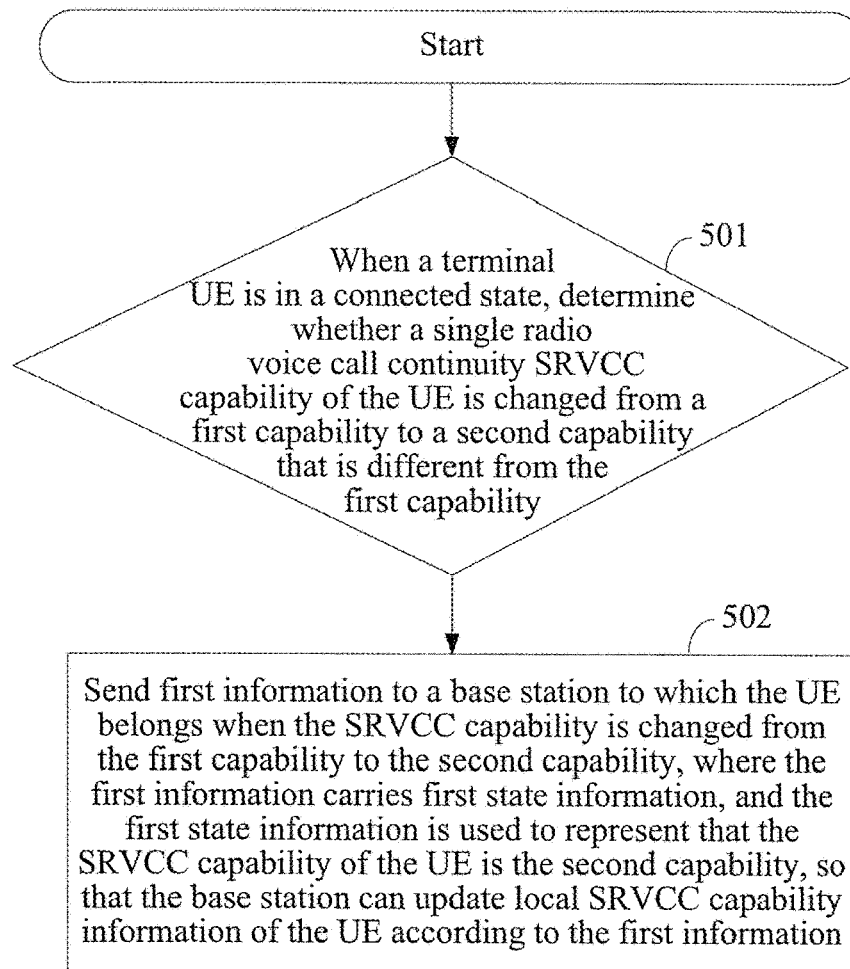 Start
501
When a terminal
UE is in a connected state, determine
whether a single radio
voice call continuity SRVCC
capability of the UE is changed from a
first capability to a second capability
that is different from the
first capability
502
Send first information to a base station to which the UE
belongs when the SRVCC capability is changed from
the first capability to the second capability, where the
first information carries first state information, and the
first state information is used to represent that the
SRVCC capability of the UE is the second capability, so
that the base station can update local SRVCC capability
information of the UE according to the first information